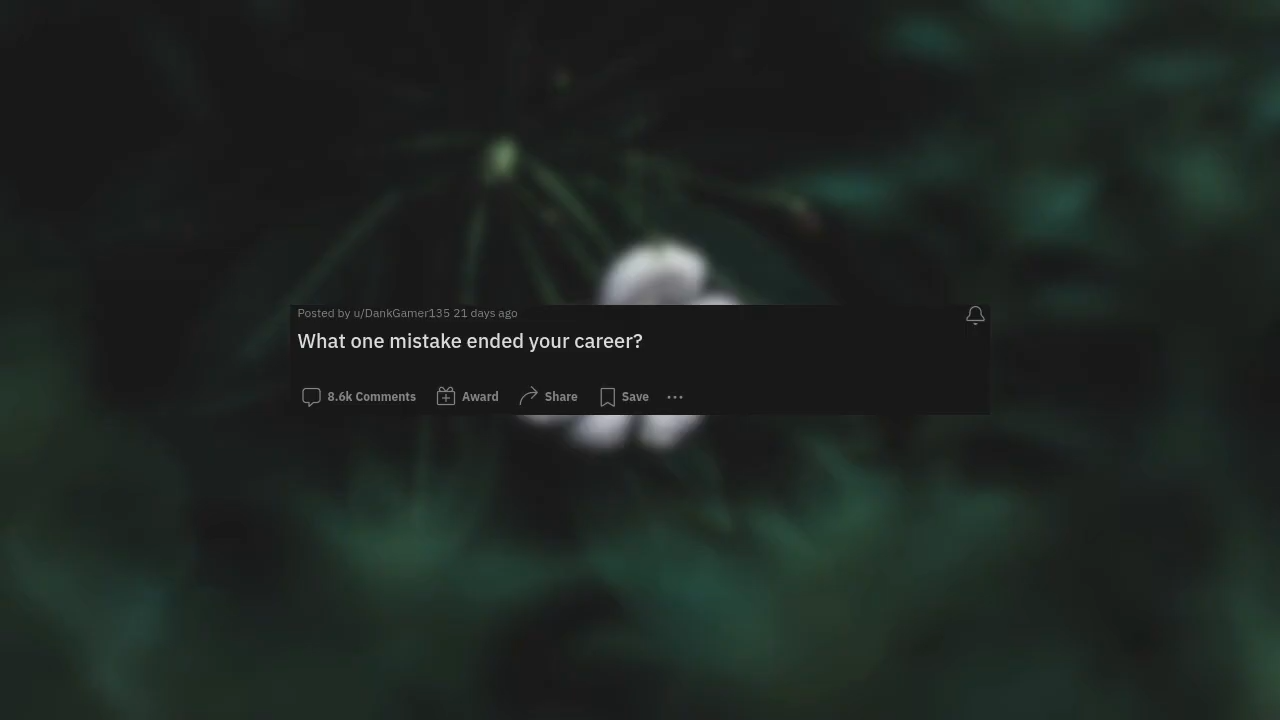 Posted by u/DankGamer135 21 days ago
What one mistake ended your career?
8.6k Comments Award Share Save